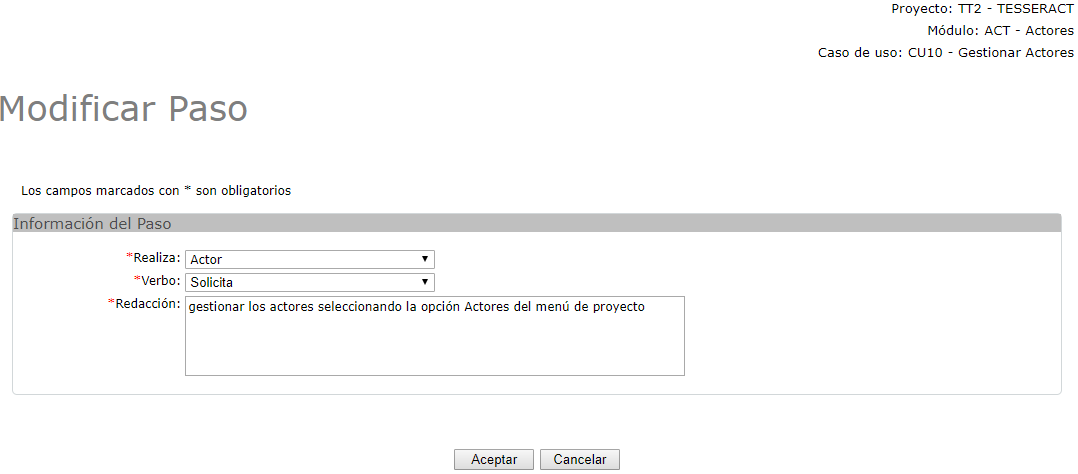 Proyecto: TT2 - TESSERACT
Módulo: ACT - Actores
Caso de uso: CU10 - Gestionar Actores
Modificar Paso
Los campos marcados con * son obligatorios
Información del Paso
*Realiza: Actor
*Verbo: Solicita
*Redacción: gestionar los actores seleccionando la opción Actores del menú de proyecto
Aceptar Cancelar